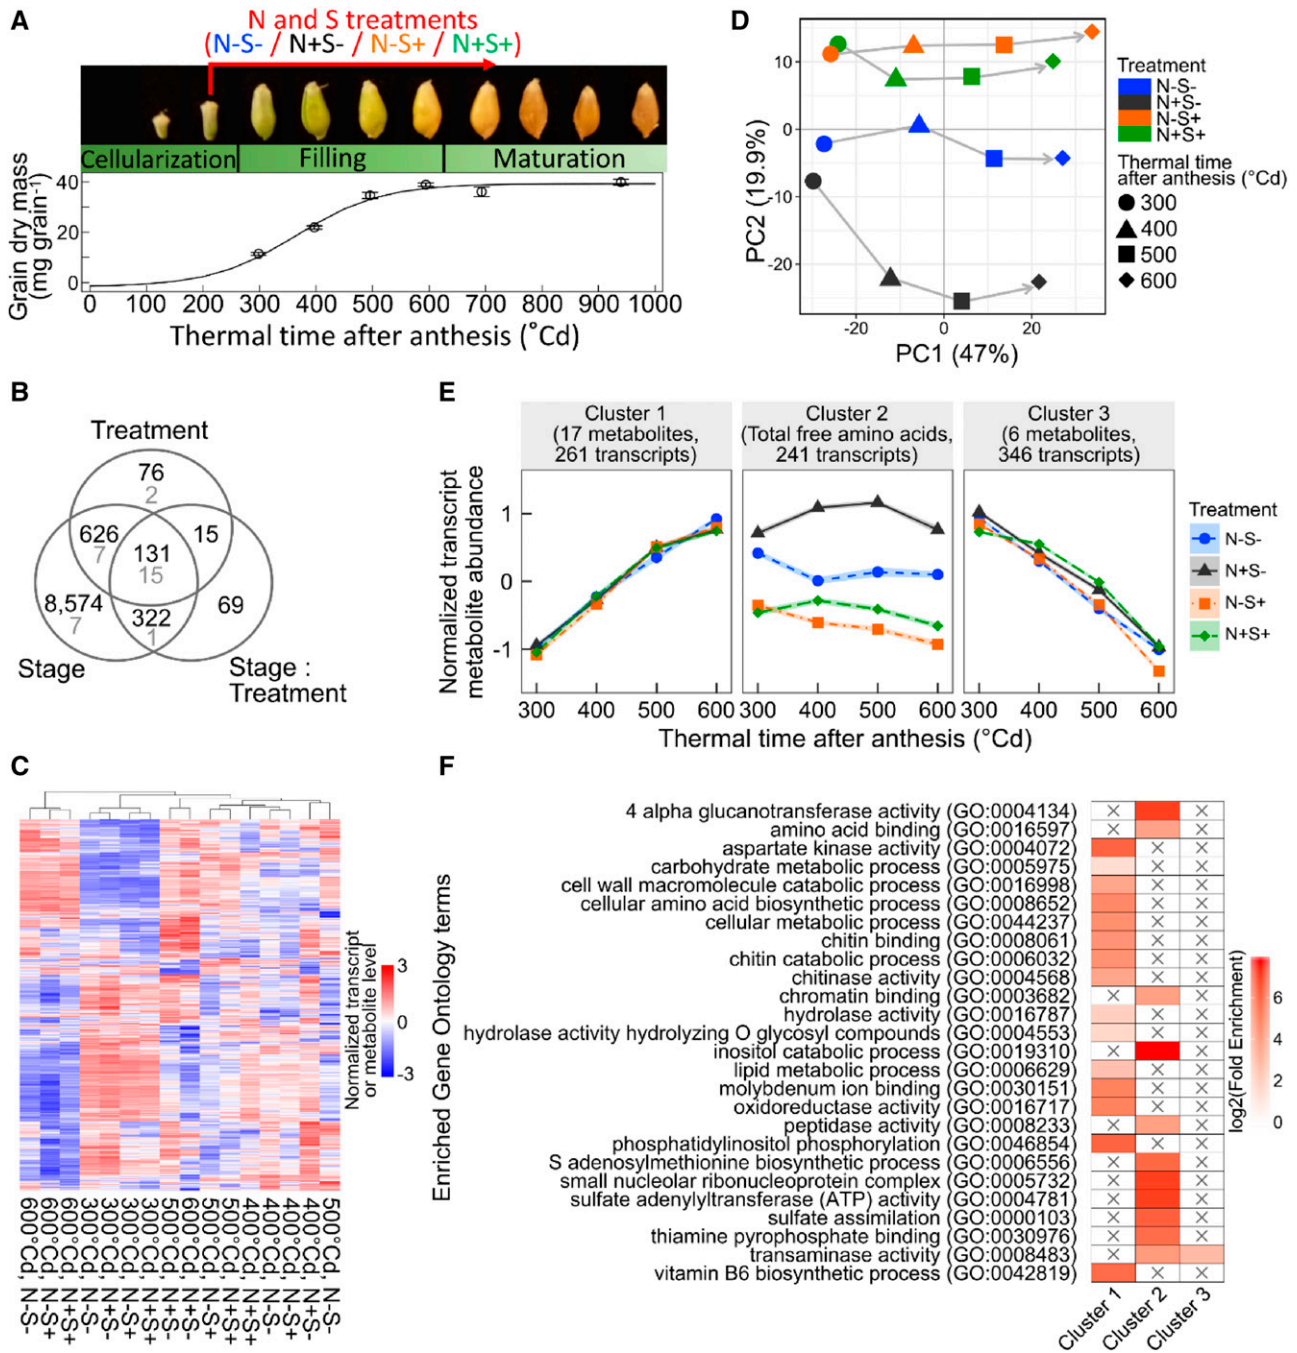 A
N and S treatments
(N-S- / N+S- / N-S+ / N+S+)
Cellularization
Filling
Maturation
Grain dry mass
(mg grain-1)
40
20
0
0 100 200 300 400 500 600 700 800 900 1000
Thermal time after anthesis (°Cd)
B
Treatment
76
2
626
7
15
131
15
8,574
7
322
1
69
Stage
Stage :
Treatment
C
Normalized transcript
or metabolite level
3
0
-3
600°Cd, N-S-
600°Cd, N-S+
600°Cd, N+S+
300°Cd, N-S-
300°Cd, N+S-
300°Cd, N-S+
300°Cd, N+S+
500°Cd, N+S-
600°Cd, N+S-
500°Cd, N-S+
500°Cd, N+S+
400°Cd, N+S+
400°Cd, N-S-
400°Cd, N-S+
400°Cd, N+S-
500°Cd, N-S-
D
PC2 (19.9%)
10
0
-10
-20
-20 0 20
PC1 (47%)
Treatment
N-S-
N+S-
N-S+
N+S+
Thermal time
after anthesis (°Cd)
300
400
500
600
E
Cluster 1
(17 metabolites,
261 transcripts)
Cluster 2
(Total free amino acids,
241 transcripts)
Cluster 3
(6 metabolites,
346 transcripts)
Normalized transcript
metabolite abundance
1
0
-1
300 400 500 600 300 400 500 600 300 400 500 600
Thermal time after anthesis (°Cd)
Treatment
N-S-
N+S-
N-S+
N+S+
F
Enriched Gene Ontology terms
4 alpha glucanotransferase activity (GO:0004134)
amino acid binding (GO:0016597)
aspartate kinase activity (GO:0004072)
carbohydrate metabolic process (GO:0005975)
cell wall macromolecule catabolic process (GO:0016998)
cellular amino acid biosynthetic process (GO:0008652)
cellular metabolic process (GO:0044237)
chitin binding (GO:0008061)
chitin catabolic process (GO:0006032)
chitinase activity (GO:0004568)
chromatin binding (GO:0003682)
hydrolase activity (GO:0016787)
hydrolase activity hydrolyzing O glycosyl compounds (GO:0004553)
inositol catabolic process (GO:0019310)
lipid metabolic process (GO:0006629)
molybdenum ion binding (GO:0030151)
oxidoreductase activity (GO:0016717)
peptidase activity (GO:0008233)
phosphatidylinositol phosphorylation (GO:0046854)
S adenosylmethionine biosynthetic process (GO:0006556)
small nucleolar ribonucleoprotein complex (GO:0005732)
sulfate adenylyltransferase (ATP) activity (GO:0004781)
sulfate assimilation (GO:0000103)
thiamine pyrophosphate binding (GO:0030976)
transaminase activity (GO:0008483)
vitamin B6 biosynthetic process (GO:0042819)
Cluster 1
Cluster 2
Cluster 3
log2(Fold Enrichment)
6
4
2
0